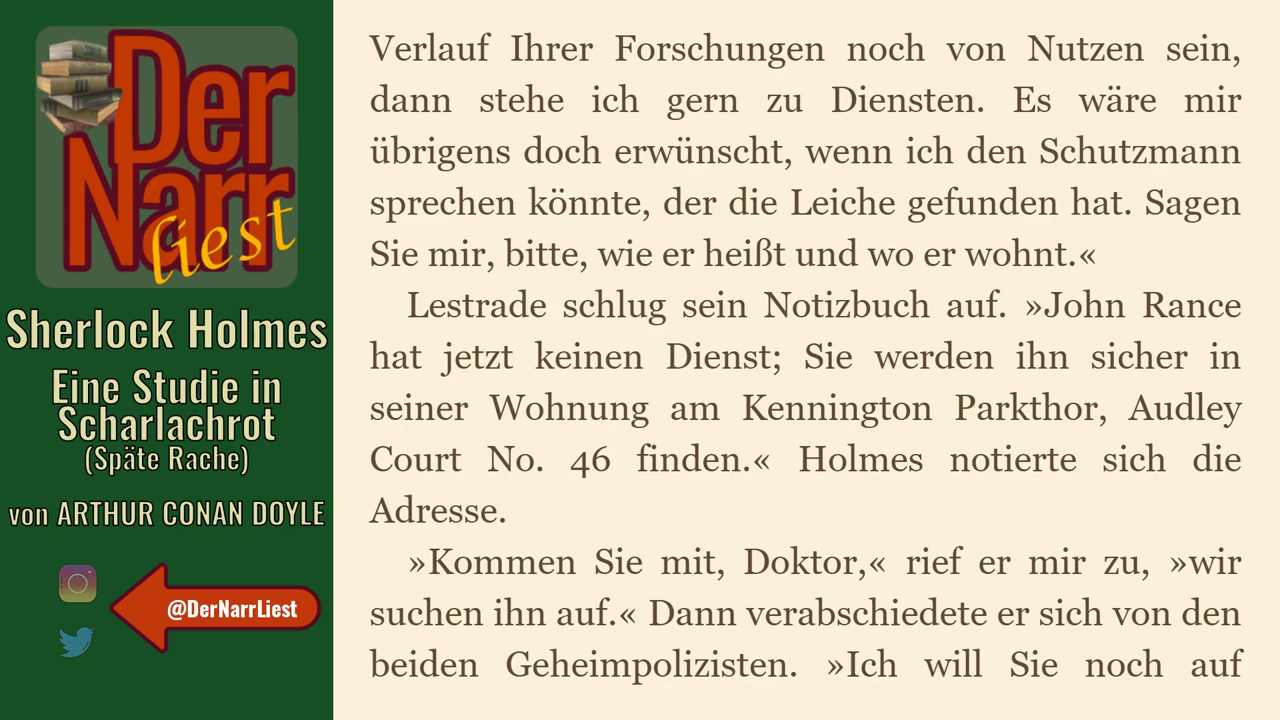 Der
Narr
liest
Sherlock Holmes
Eine Studie in
Scharlachrot
(Späte Rache)
von ARTHUR CONAN DOYLE
@DerNarrLiest
Verlauf Ihrer Forschungen noch von Nutzen sein,
dann stehe ich gern zu Diensten. Es wäre mir
übrigens doch erwünscht, wenn ich den Schutzmann
sprechen könnte, der die Leiche gefunden hat. Sagen
Sie mir, bitte, wie er heißt und wo er wohnt.«
Lestrade schlug sein Notizbuch auf. »John Rance
hat jetzt keinen Dienst; Sie werden ihn sicher in
seiner Wohnung am Kennington Parkthor, Audley
Court No. 46 finden.« Holmes notierte sich die
Adresse.
»Kommen Sie mit, Doktor,« rief er mir zu, »wir
suchen ihn auf.« Dann verabschiedete er sich von den
beiden Geheimpolizisten. »Ich will Sie noch auf